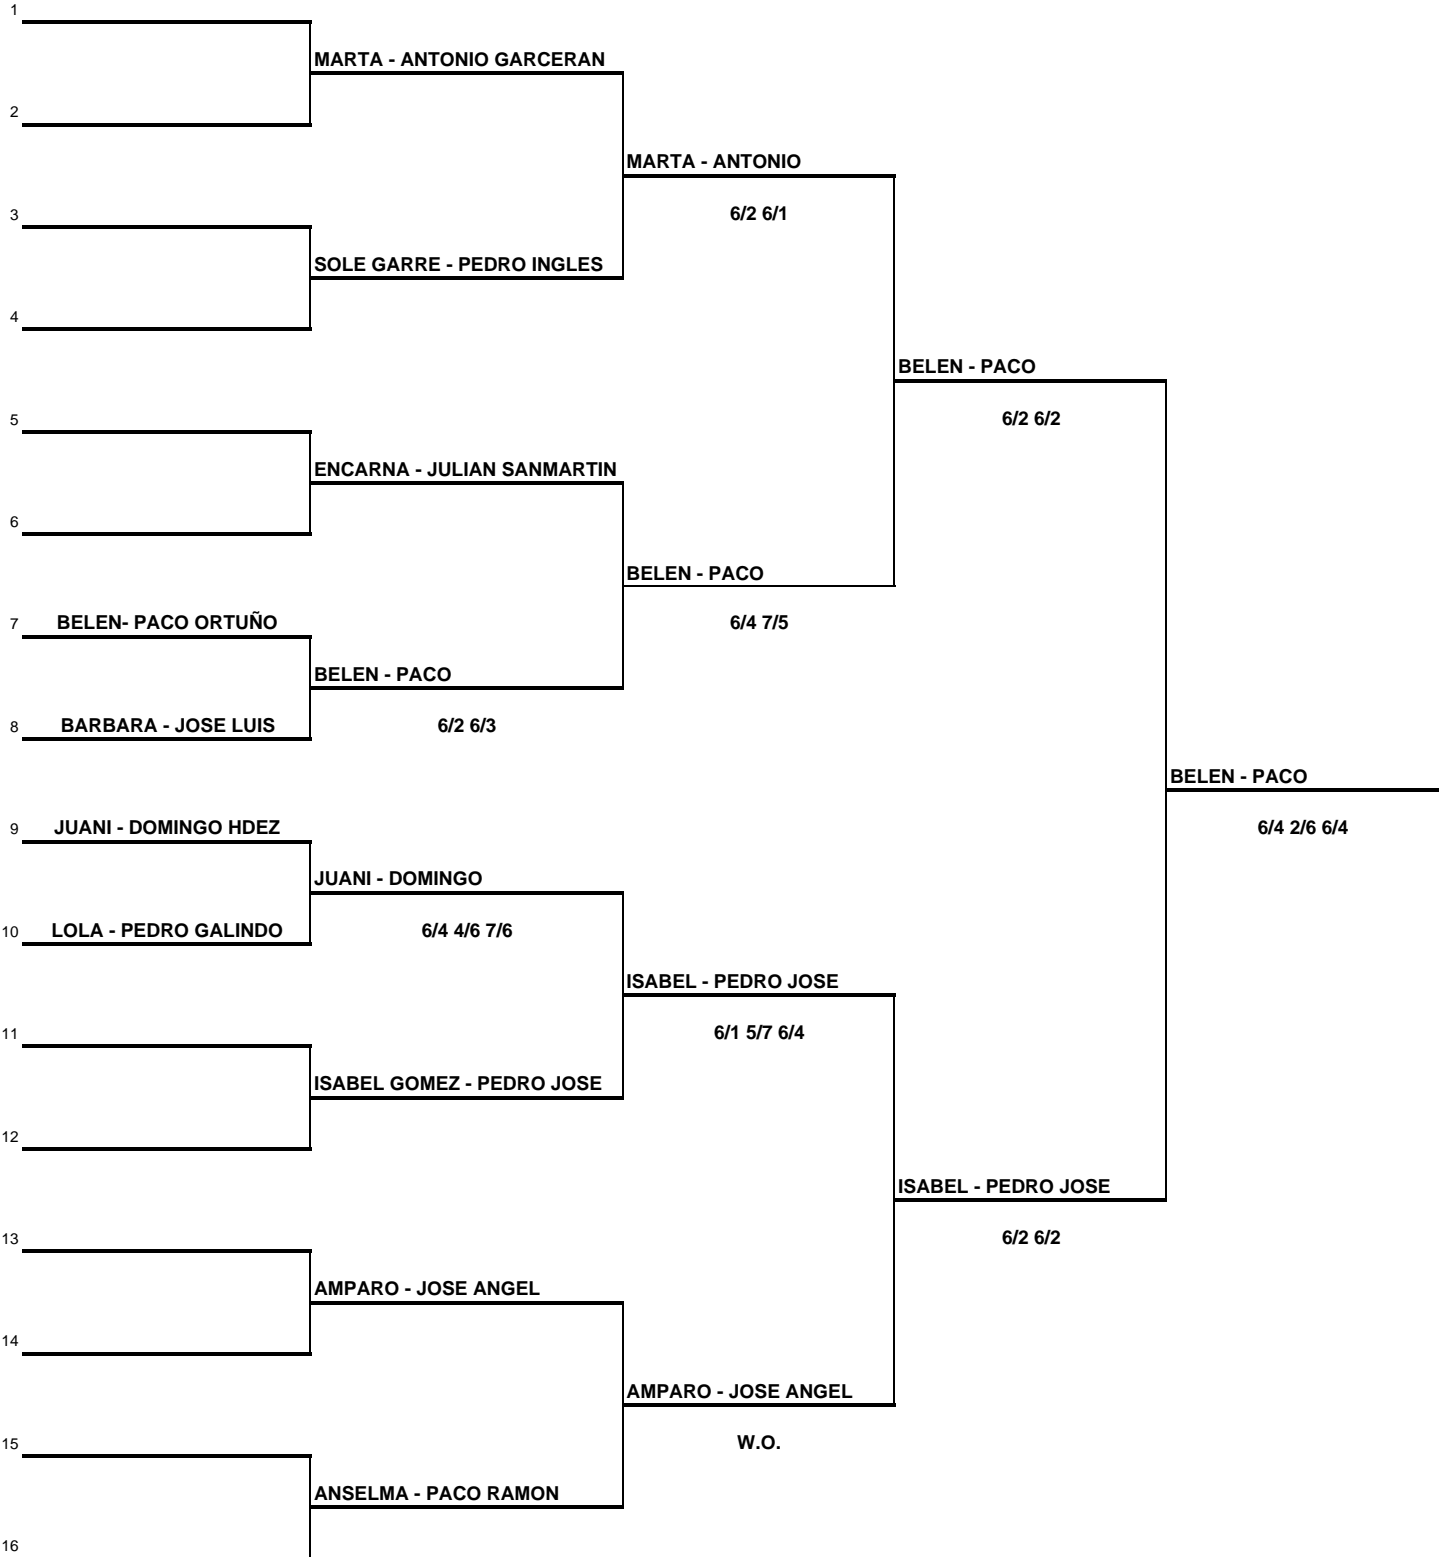 1
MARTA - ANTONIO GARCERAN
2
MARTA - ANTONIO
3
6/2 6/1
SOLE GARRE - PEDRO INGLES
4
BELEN - PACO
5
6/2 6/2
ENCARNA - JULIAN SANMARTIN
6
BELEN - PACO
7 BELEN- PACO ORTUÑO
6/4 7/5
BELEN - PACO
8 BARBARA - JOSE LUIS
6/2 6/3
BELEN - PACO
9 JUANI - DOMINGO HDEZ
6/4 2/6 6/4
JUANI - DOMINGO
10 LOLA - PEDRO GALINDO
6/4 4/6 7/6
ISABEL - PEDRO JOSE
11
6/1 5/7 6/4
ISABEL GOMEZ - PEDRO JOSE
12
ISABEL - PEDRO JOSE
13
6/2 6/2
AMPARO - JOSE ANGEL
14
AMPARO - JOSE ANGEL
15
W.O.
ANSELMA - PACO RAMON
16